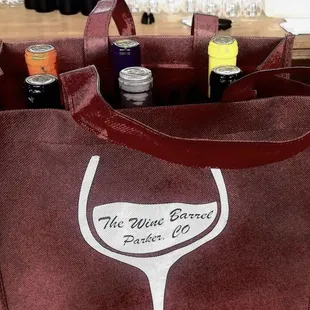 The Wine Barrel
Parker, CO